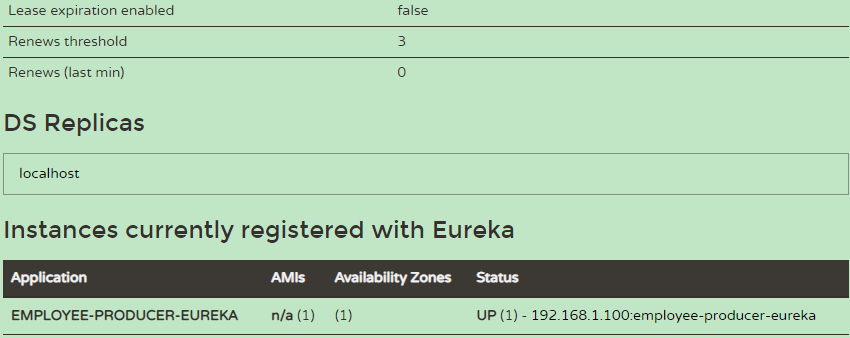 Lease expiration enabled false
Renews threshold 3
Renews (last min) 0
DS Replicas
localhost
Instances currently registered with Eureka
Application AMIs Availability Zones Status
EMPLOYEE-PRODUCER-EUREKA n/a (1) (1) UP (1) - 192.168.1.100:employee-producer-eureka